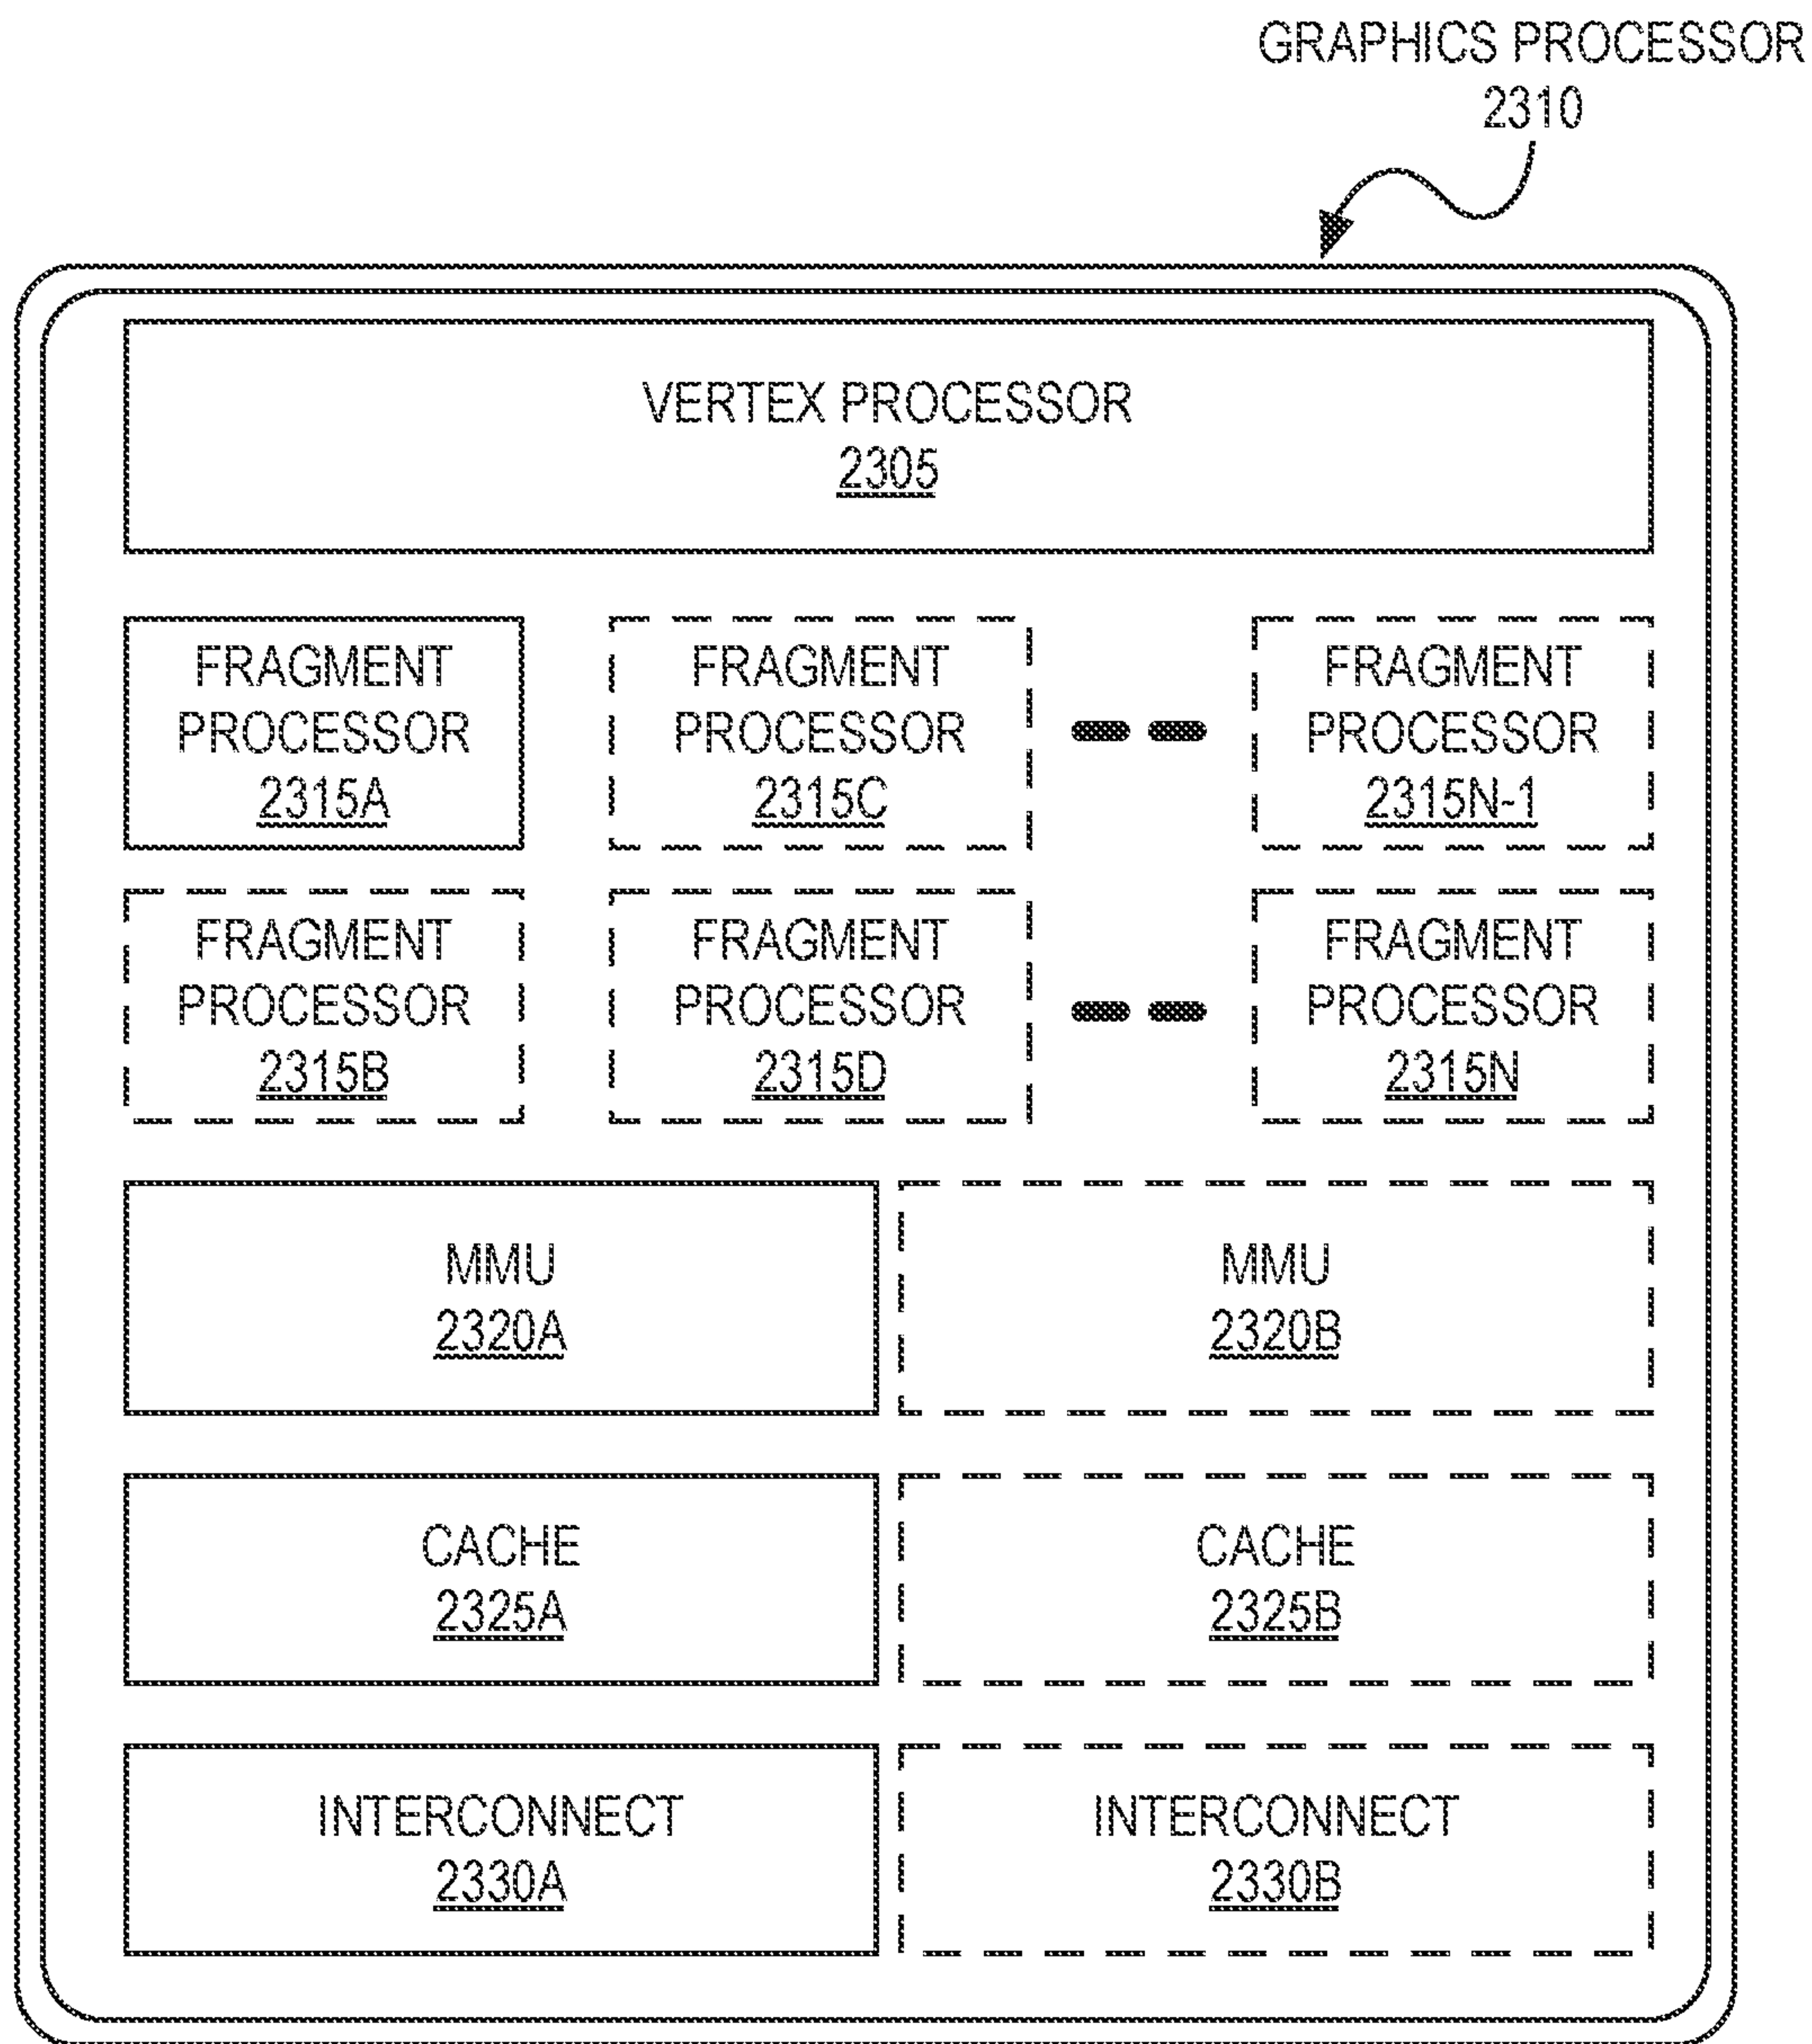 GRAPHICS PROCESSOR
2310
VERTEX PROCESSOR
2305
FRAGMENT
PROCESSOR
2315A
FRAGMENT
PROCESSOR
2315C
FRAGMENT
PROCESSOR
2315N-1
FRAGMENT
PROCESSOR
2315B
FRAGMENT
PROCESSOR
2315D
FRAGMENT
PROCESSOR
2315N
MMU
2320A
MMU
2320B
CACHE
2325A
CACHE
2325B
INTERCONNECT
2330A
INTERCONNECT
2330B